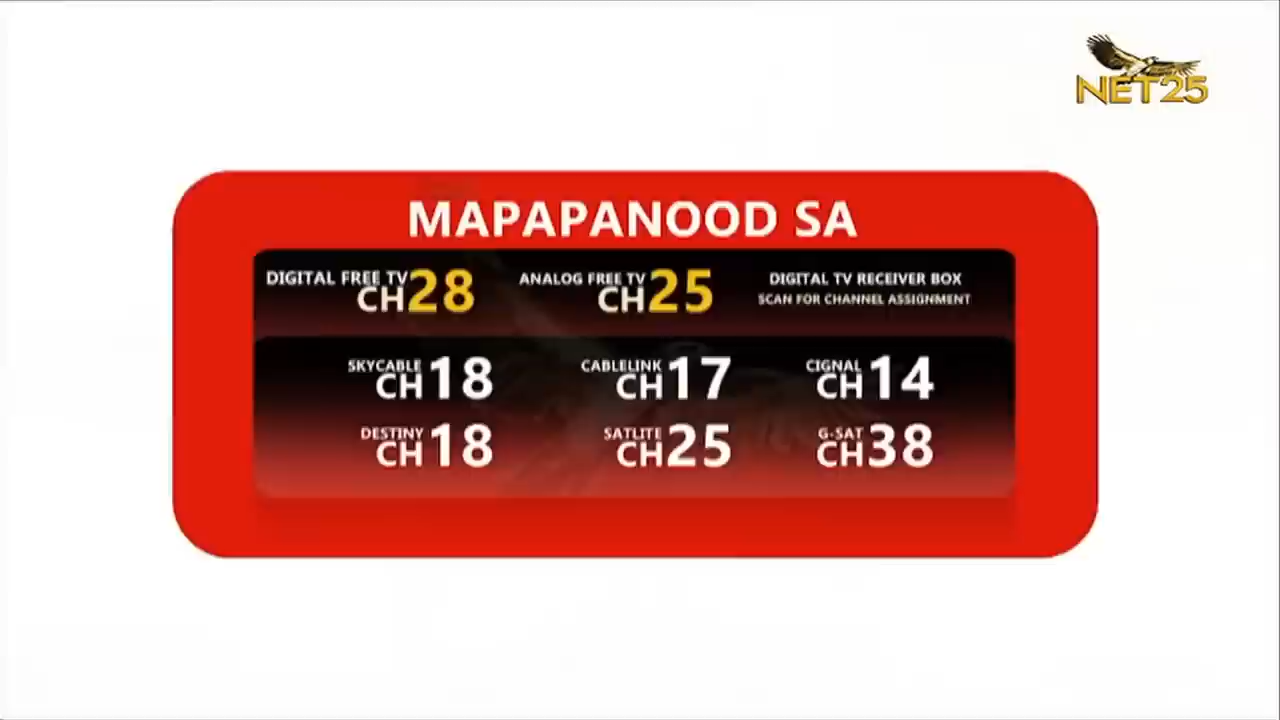 NET25
MAPAPANOOD SA
DIGITAL FREE TV CH28
ANALOG FREE TV CH25
DIGITAL TV RECEIVER BOX
SCAN FOR CHANNEL ASSIGNMENT
SKYCABLE CH18
CABLELINK CH17
CIGNAL CH14
DESTINY CH18
SATLITE CH25
G-SAT CH38